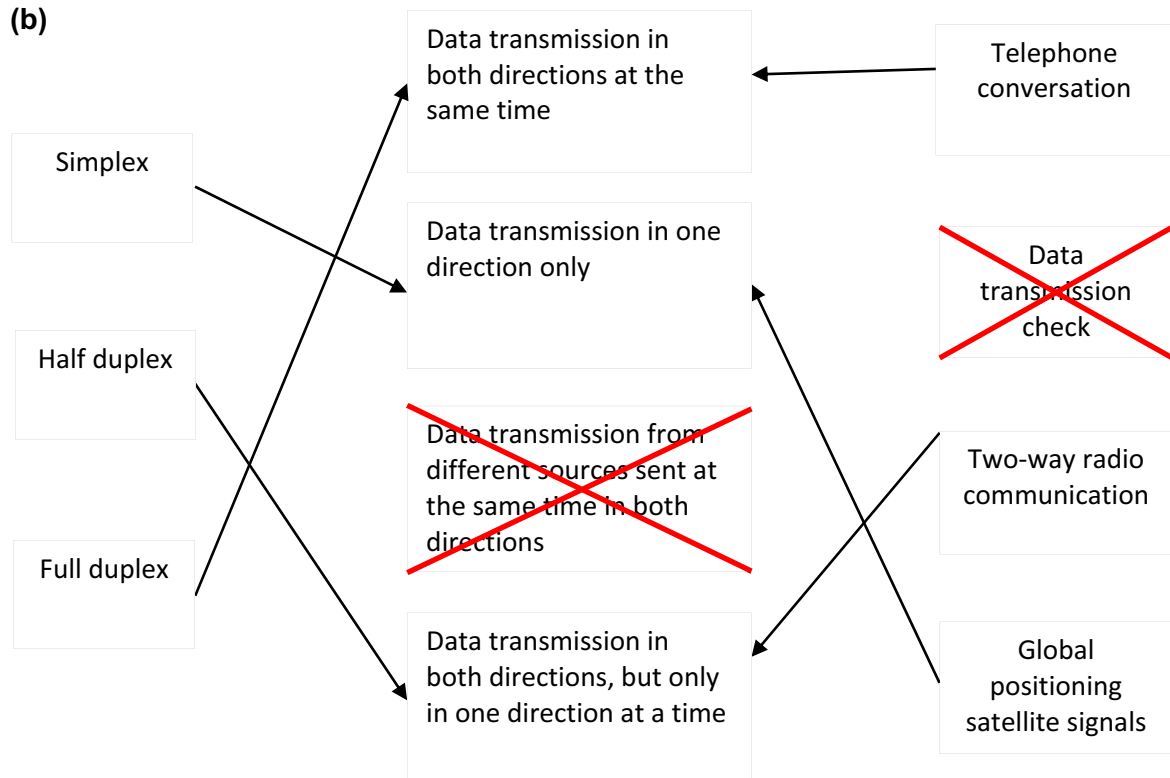 (b)
Simplex
Half duplex
Full duplex
Data transmission in
both directions at the
same time
Data transmission in one
direction only
Data transmission from
different sources sent at
the same time in both
directions
Data transmission in
both directions, but only
in one direction at a time
Telephone
conversation
Data
transmission
check
Two-way radio
communication
Global
positioning
satellite signals